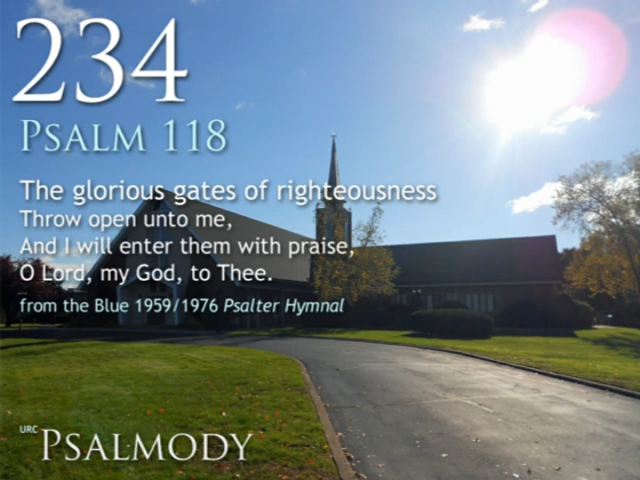 234
PSALM 118
The glorious gates of righteousness
Throw open unto me,
And I will enter them with praise,
O Lord, my God, to Thee.
from the Blue 1959/1976 Psalter Hymnal
URC PSALMODY